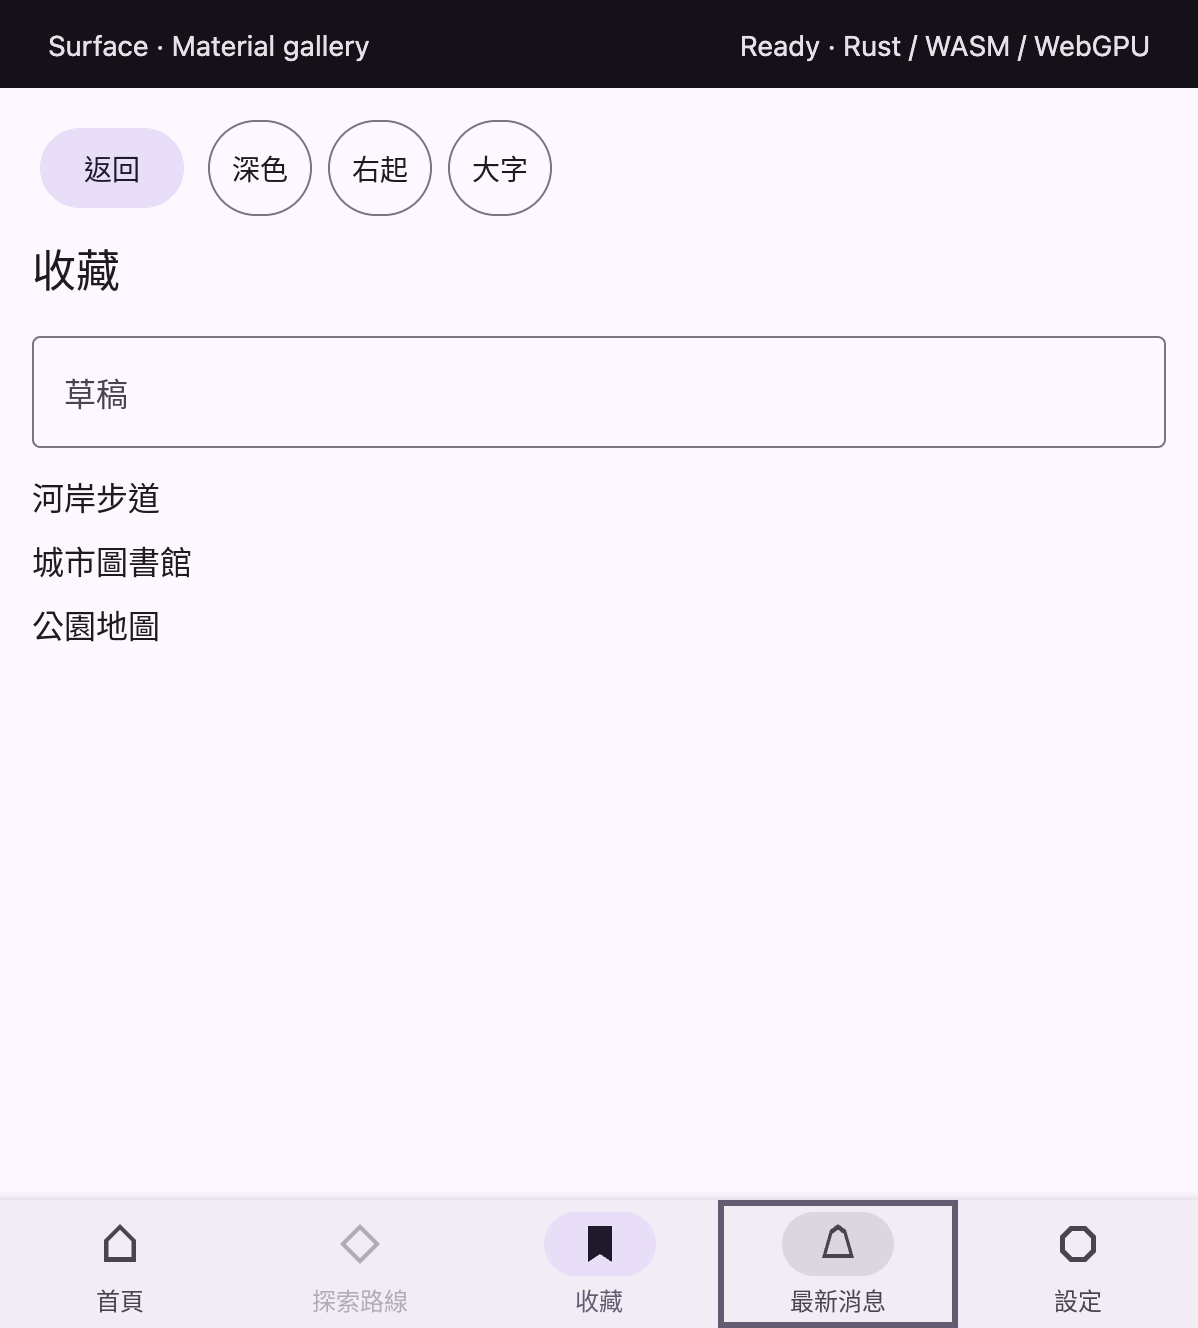 Surface · Material gallery
Ready · Rust / WASM / WebGPU
返回 深色 右起 大字
收藏
草稿
河岸步道
城市圖書館
公園地圖
首頁 探索路線 收藏 最新消息 設定